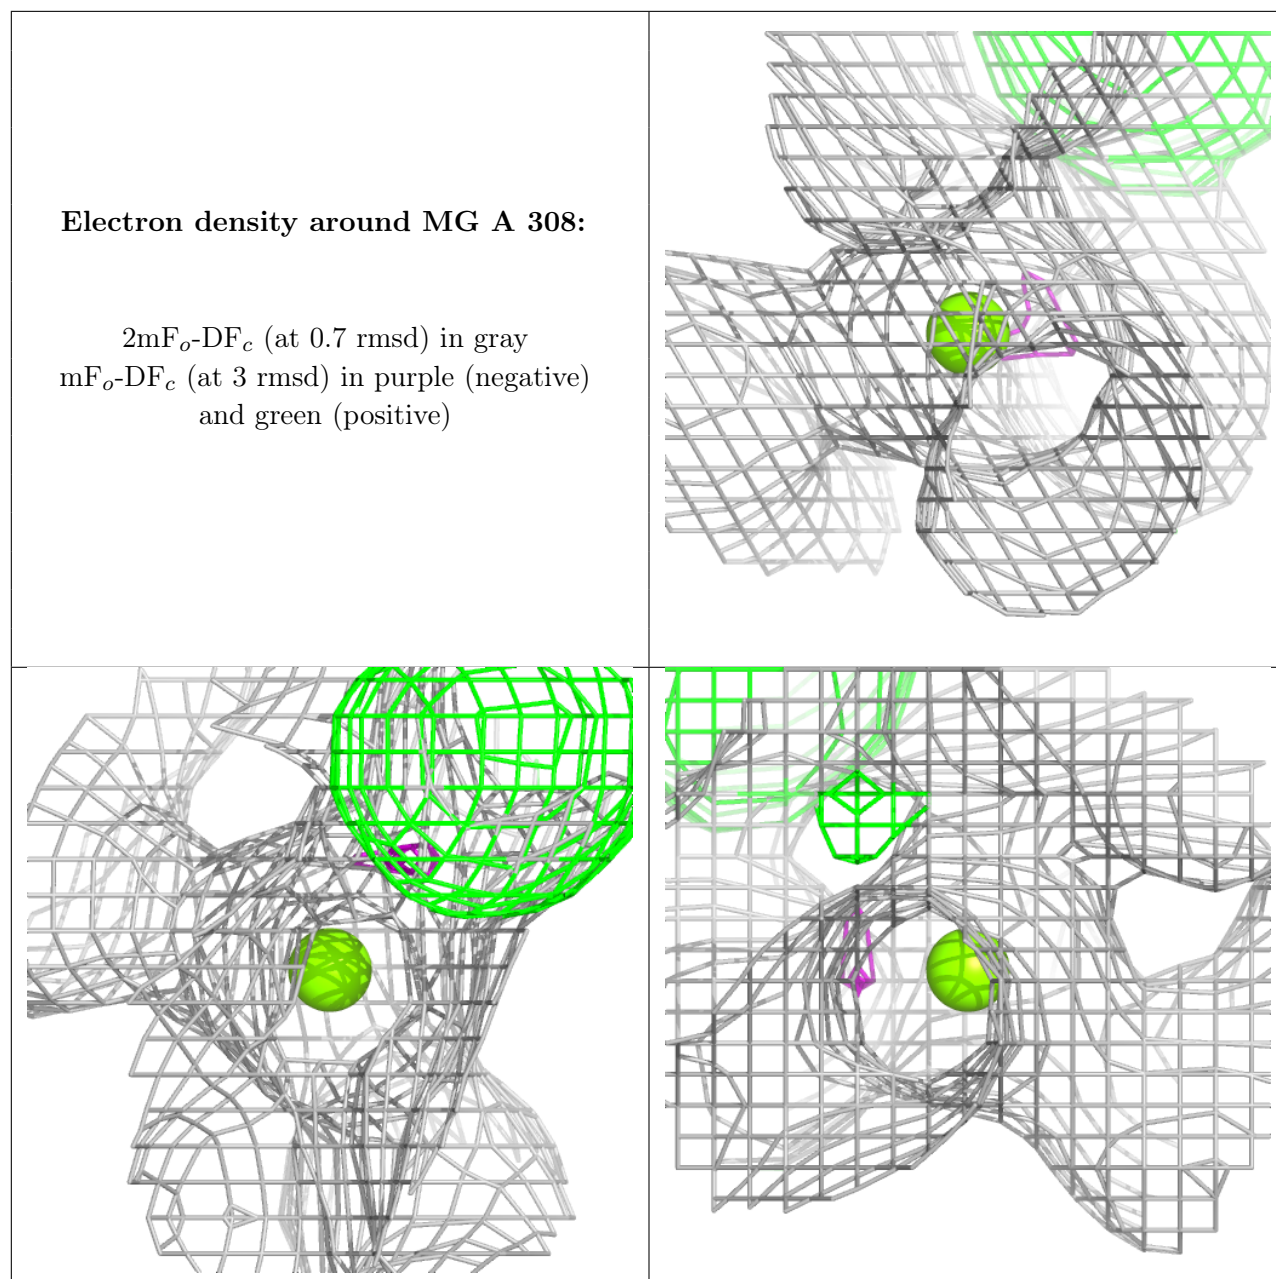 Electron density around MG A 308:
2mFo-DFc (at 0.7 rmsd) in gray
mFo-DFc (at 3 rmsd) in purple (negative)
and green (positive)